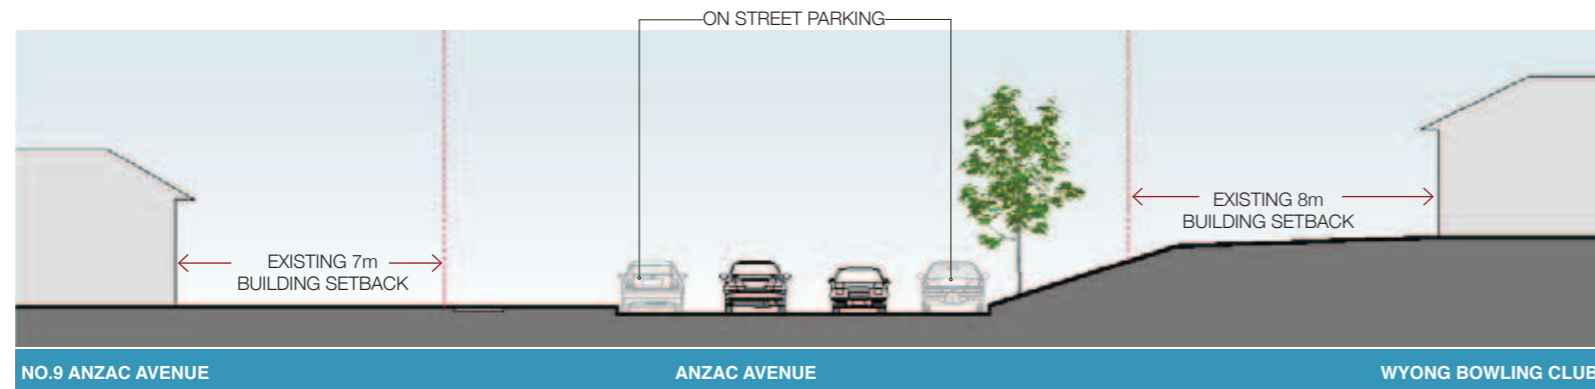 ON STREET PARKING
EXISTING 7m
BUILDING SETBACK
EXISTING 8m
BUILDING SETBACK
NO.9 ANZAC AVENUE
ANZAC AVENUE
WYONG BOWLING CLUB